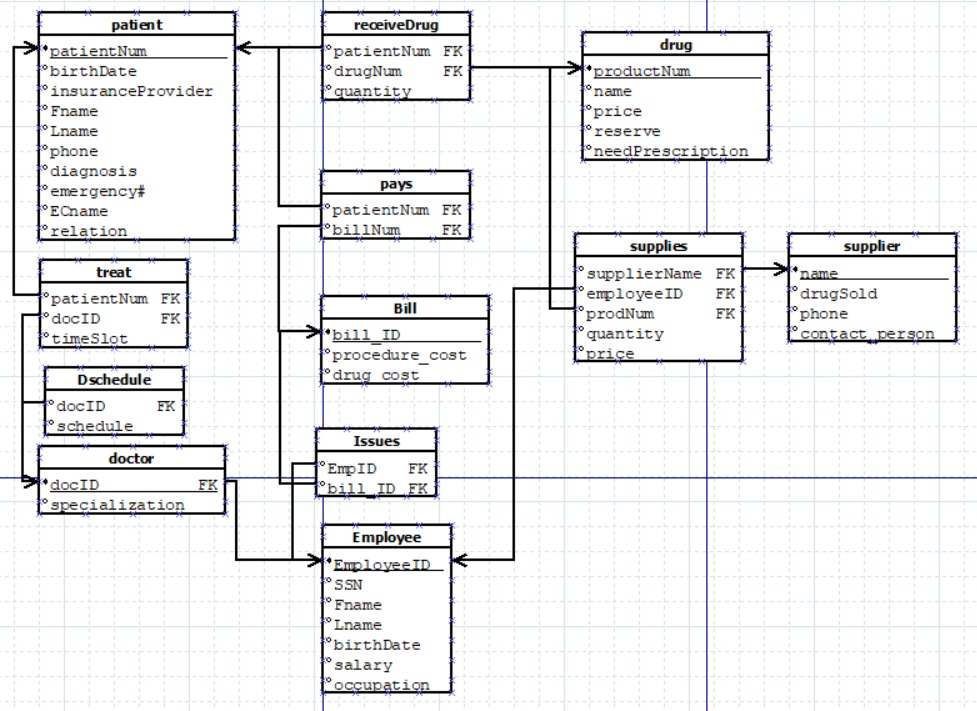 patient
patientNum
birthDate
insuranceProvider
Fname
Lname
phone
diagnosis
emergency#
ECname
relation
treat
patientNum FK
docID FK
timeSlot
Dschedule
docID FK
schedule
doctor
docID FK
specialization
receiveDrug
patientNum FK
drugNum FK
quantity
pays
patientNum FK
billNum FK
Bill
bill_ID
procedure_cost
drug_cost
Issues
EmpID FK
bill_ID FK
Employee
EmployeeID
SSN
Fname
Lname
birthDate
salary
occupation
drug
productNum
name
price
reserve
needPrescription
supplies
supplierName FK
employeeID FK
prodNum FK
quantity
price
supplier
name
drugSold
phone
contact_person